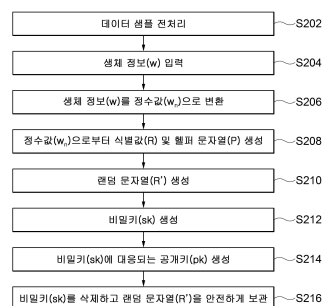 데이터 샘플 전처리
S202
생체 정보(w) 입력
S204
생체 정보(w)를 정수값(wn)으로 변환
S206
정수값(wn)으로부터 식별값(R) 및 헬퍼 문자열(P) 생성
S208
랜덤 문자열(R') 생성
S210
비밀키(sk) 생성
S212
비밀키(sk)에 대응되는 공개키(pk) 생성
S214
비밀키(sk)를 삭제하고 랜덤 문자열(R')을 안전하게 보관
S216